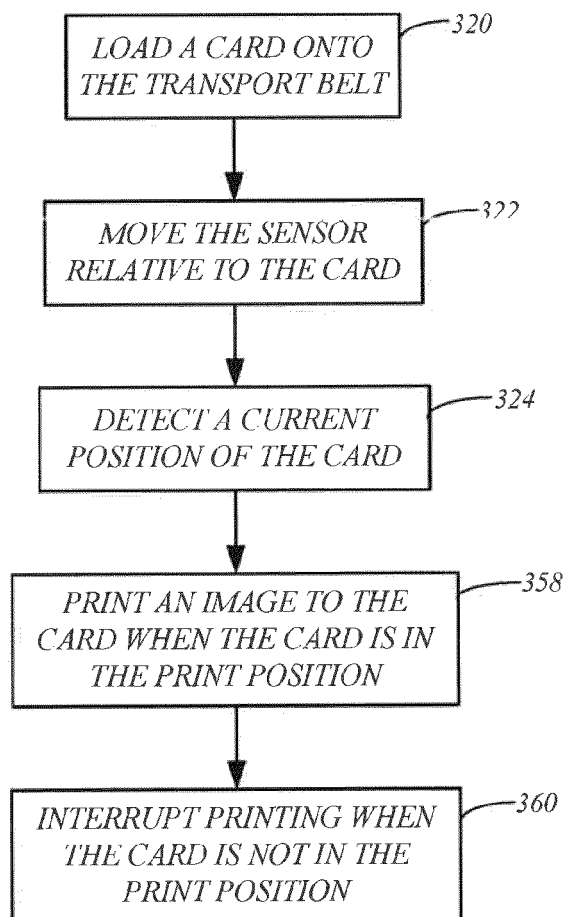 320
LOAD A CARD ONTO
THE TRANSPORT BELT
322
MOVE THE SENSOR
RELATIVE TO THE CARD
324
DETECT A CURRENT
POSITION OF THE CARD
358
PRINT AN IMAGE TO THE
CARD WHEN THE CARD IS IN
THE PRINT POSITION
360
INTERRUPT PRINTING WHEN
THE CARD IS NOT IN THE
PRINT POSITION